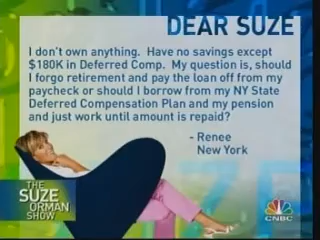 DEAR SUZE
I don't own anything. Have no savings except
$180K in Deferred Comp. My question is, should
I forgo retirement and pay the loan off from my
paycheck or should I borrow from my NY State
Deferred Compensation Plan and my pension
and just work until amount is repaid?
- Renee
New York
THE
SUZE
ORMAN
SHOW
CNBC